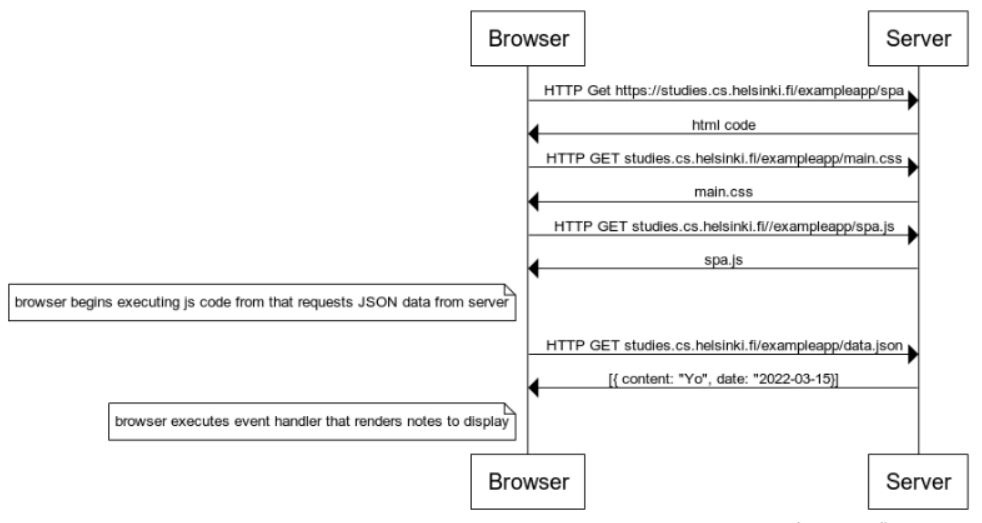 Browser Server
HTTP Get https://studies.cs.helsinki.fi/exampleapp/spa
html code
HTTP GET studies.cs.helsinki.fi/exampleapp/main.css
main.css
HTTP GET studies.cs.helsinki.fi//exampleapp/spa.js
spa.js
browser begins executing js code from that requests JSON data from server
HTTP GET studies.cs.helsinki.fi/exampleapp/data.json
[{ content: "Yo", date: "2022-03-15}]
browser executes event handler that renders notes to display
Browser Server